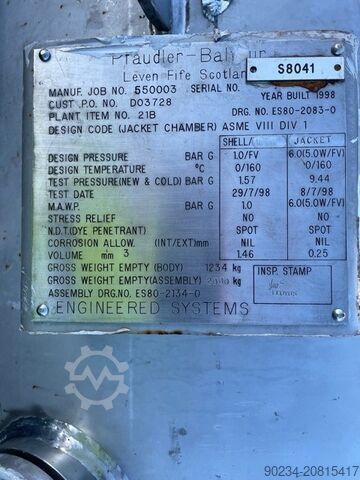 Pfaudler-Balfour
Leven Fife Scotland
S8041
MANUF. JOB NO. 550003 SERIAL NO. YEAR BUILT 1998
CUST P.O. NO. D03728 DRG. NO. ES80-2083-0
PLANT ITEM NO. 21B
DESIGN CODE (JACKET CHAMBER) ASME VIII DIV 1
SHELL/ JACKET
DESIGN PRESSURE BAR G 1.0/FV 6.0(5.0W/FV)
DESIGN TEMPERATURE °C 0/160 0/160
TEST PRESSURE(NEW & COLD) BAR G 1.57 9.44
TEST DATE 29/7/98 8/7/98
M.A.W.P. BAR G 1.0 6.0(5.0W/FV)
STRESS RELIEF NO NO
N.D.T(DYE PENETRANT) SPOT SPOT
CORROSION ALLOW. (INT/EXT)mm NIL NIL
VOLUME m 3 1.46 0.25
GROSS WEIGHT EMPTY (BODY) 1234 kg
GROSS WEIGHT EMPTY(ASSEMBLY) kg
INSP. STAMP
ASSEMBLY DRG.NO. ES80-2134-0
ENGINEERED SYSTEMS
90234-20815417